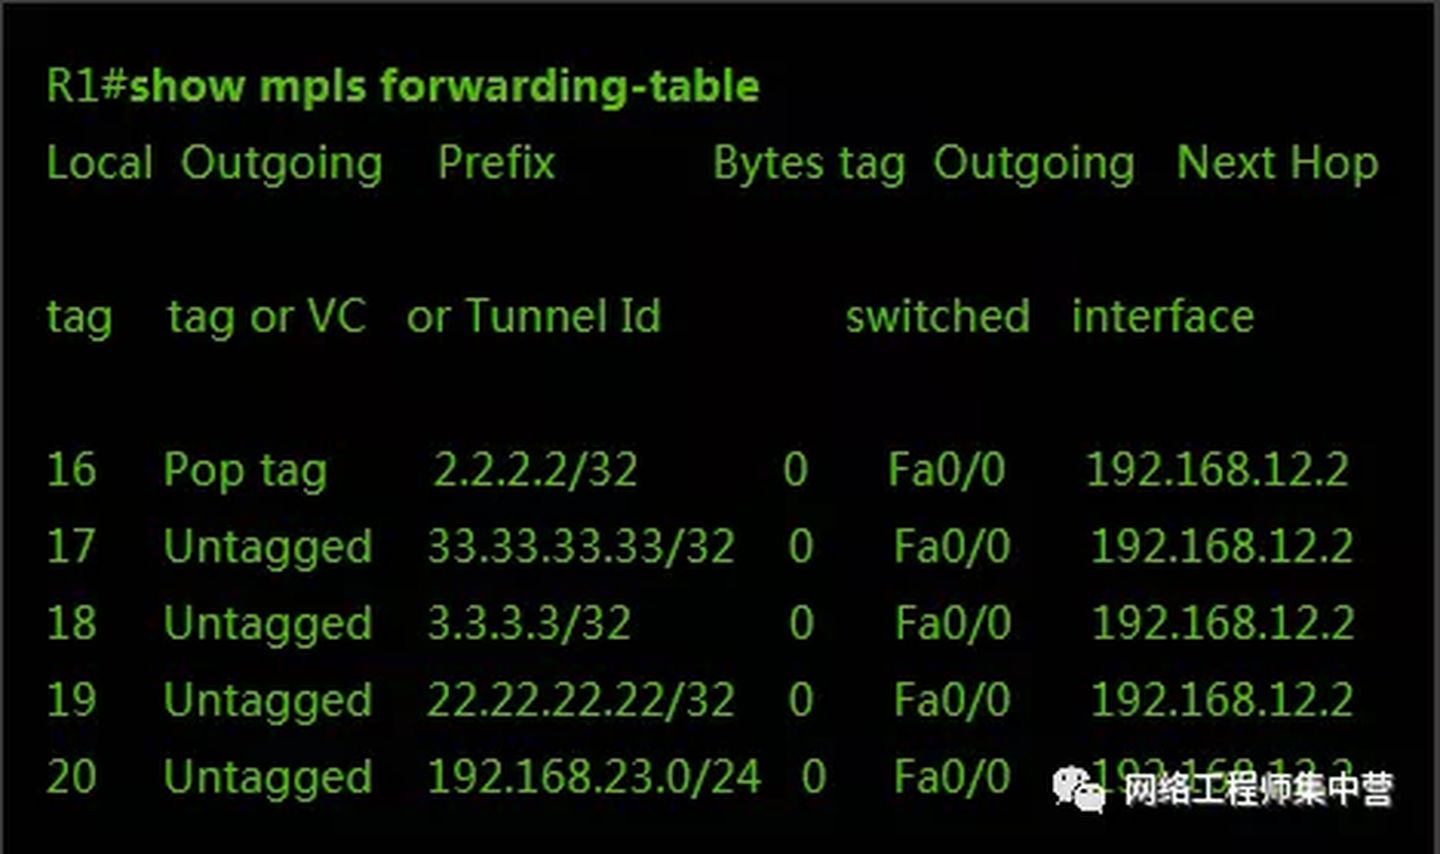 R1#show mpls forwarding-table
Local Outgoing Prefix Bytes tag Outgoing Next Hop
tag tag or VC or Tunnel Id switched interface
16 Pop tag 2.2.2.2/32 0 Fa0/0 192.168.12.2
17 Untagged 33.33.33.33/32 0 Fa0/0 192.168.12.2
18 Untagged 3.3.3.3/32 0 Fa0/0 192.168.12.2
19 Untagged 22.22.22.22/32 0 Fa0/0 192.168.12.2
20 Untagged 192.168.23.0/24 0 Fa0/0 192.168.12.2
网络工程师集中营